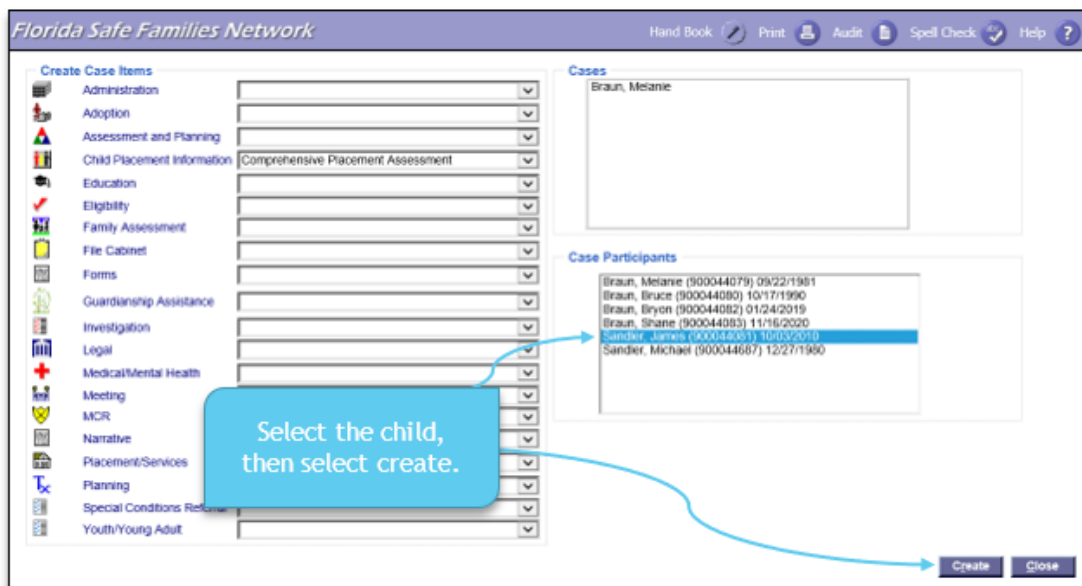 Florida Safe Families Network
Hand Book Print Audit Spell Check Help ?
Create Case Items
Administration
Adoption
Assessment and Planning
Child Placement Information Comprehensive Placement Assessment
Education
Eligibility
Family Assessment
File Cabinet
Forms
Guardianship Assistance
Investigation
Legal
Medical/Mental Health
Meeting
MCR
Narrative
Placement/Services
Planning
Special Conditions
Youth/Young Adult
Cases
Braun, Melanie
Case Participants
Braun, Melanie (900044079) 09/22/1981
Braun, Bruce (900044080) 10/17/1990
Braun, Bryon (900044082) 01/24/2019
Braun, Shane (900044083) 11/16/2020
Sandler, James (900044081) 10/03/2010
Sandler, Michael (900044687) 12/27/1980
Select the child,
then select create.
Create Close